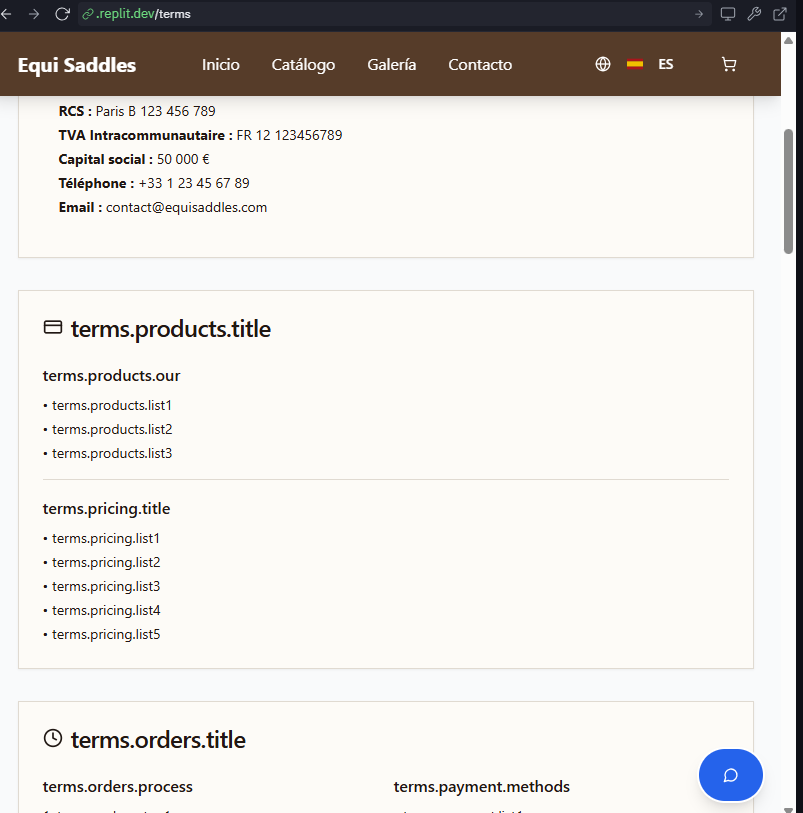 .replit.dev/terms
Equi Saddles
Inicio
Catálogo
Galería
Contacto
ES
RCS : Paris B 123 456 789
TVA Intracommunautaire : FR 12 123456789
Capital social : 50 000 €
Téléphone : +33 1 23 45 67 89
Email : contact@equisaddles.com
terms.products.title
terms.products.our
• terms.products.list1
• terms.products.list2
• terms.products.list3
terms.pricing.title
• terms.pricing.list1
• terms.pricing.list2
• terms.pricing.list3
• terms.pricing.list4
• terms.pricing.list5
terms.orders.title
terms.orders.process
terms.payment.methods